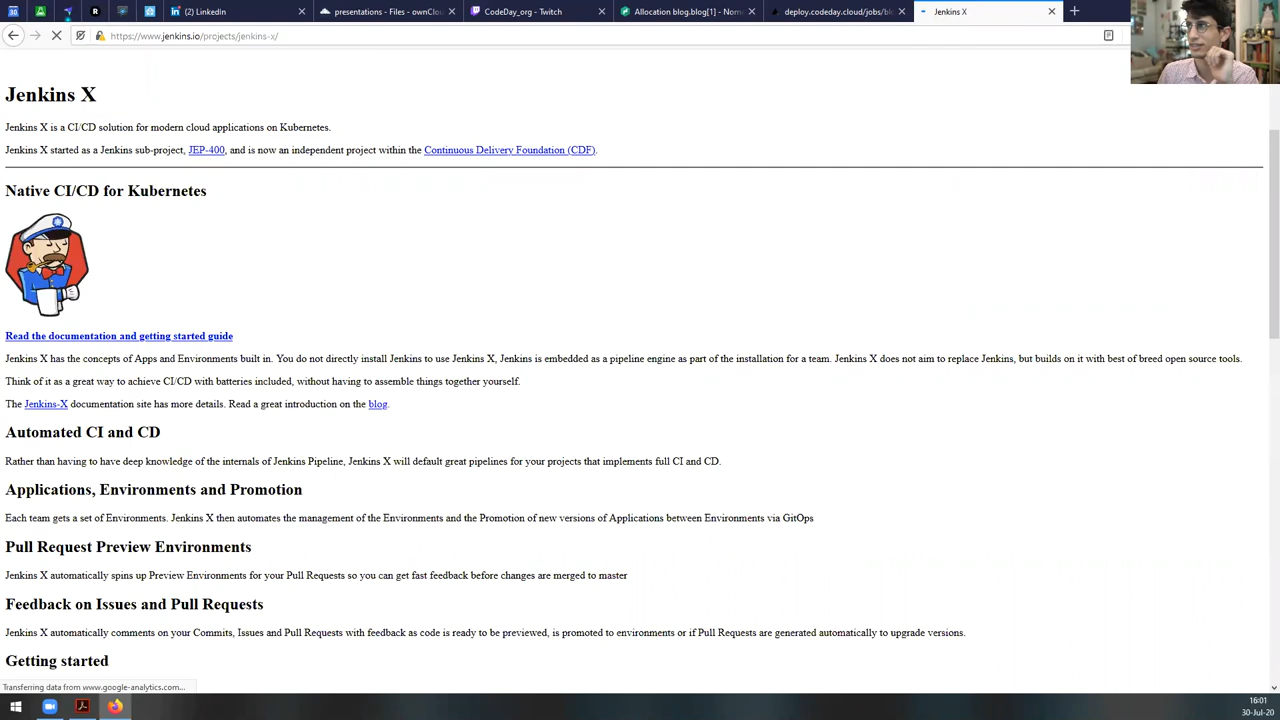 (2) LinkedIn
presentations - Files - ownClou
CodeDay_org - Twitch
Allocation blog.blog[1] - Noma
deploy.codeday.cloud/jobs/blo
Jenkins X
https://www.jenkins.io/projects/jenkins-x/
Jenkins X
Jenkins X is a CI/CD solution for modern cloud applications on Kubernetes.
Jenkins X started as a Jenkins sub-project, JEP-400, and is now an independent project within the Continuous Delivery Foundation (CDF).
Native CI/CD for Kubernetes
Read the documentation and getting started guide
Jenkins X has the concepts of Apps and Environments built in. You do not directly install Jenkins to use Jenkins X, Jenkins is embedded as a pipeline engine as part of the installation for a team. Jenkins X does not aim to replace Jenkins, but builds on it with best of breed open source tools.
Think of it as a great way to achieve CI/CD with batteries included, without having to assemble things together yourself.
The Jenkins-X documentation site has more details. Read a great introduction on the blog.
Automated CI and CD
Rather than having to have deep knowledge of the internals of Jenkins Pipeline, Jenkins X will default great pipelines for your projects that implements full CI and CD.
Applications, Environments and Promotion
Each team gets a set of Environments. Jenkins X then automates the management of the Environments and the Promotion of new versions of Applications between Environments via GitOps
Pull Request Preview Environments
Jenkins X automatically spins up Preview Environments for your Pull Requests so you can get fast feedback before changes are merged to master
Feedback on Issues and Pull Requests
Jenkins X automatically comments on your Commits, Issues and Pull Requests with feedback as code is ready to be previewed, is promoted to environments or if Pull Requests are generated automatically to upgrade versions.
Getting started
Transferring data from www.google-analytics.com...
16:01
30-Jul-20